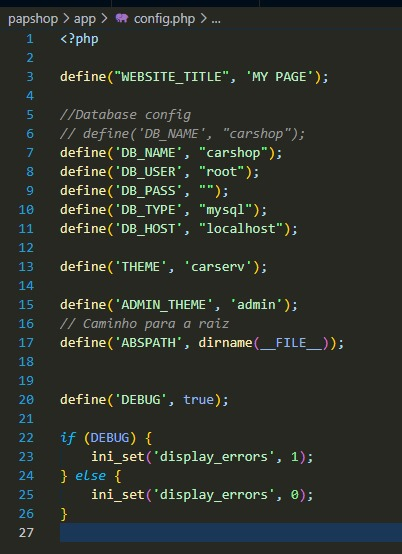 papshop > app > config.php > ...
1 <?php
2
3 define("WEBSITE_TITLE", 'MY PAGE');
4
5 //Database config
6 // define('DB_NAME', "carshop");
7 define('DB_NAME', "carshop");
8 define('DB_USER', "root");
9 define('DB_PASS', "");
10 define('DB_TYPE', "mysql");
11 define('DB_HOST', "localhost");
12
13 define('THEME', 'carserv');
14
15 define('ADMIN_THEME', 'admin');
16 // Caminho para a raiz
17 define('ABSPATH', dirname(__FILE__));
18
19
20 define('DEBUG', true);
21
22 if (DEBUG) {
23     ini_set('display_errors', 1);
24 } else {
25     ini_set('display_errors', 0);
26 }
27